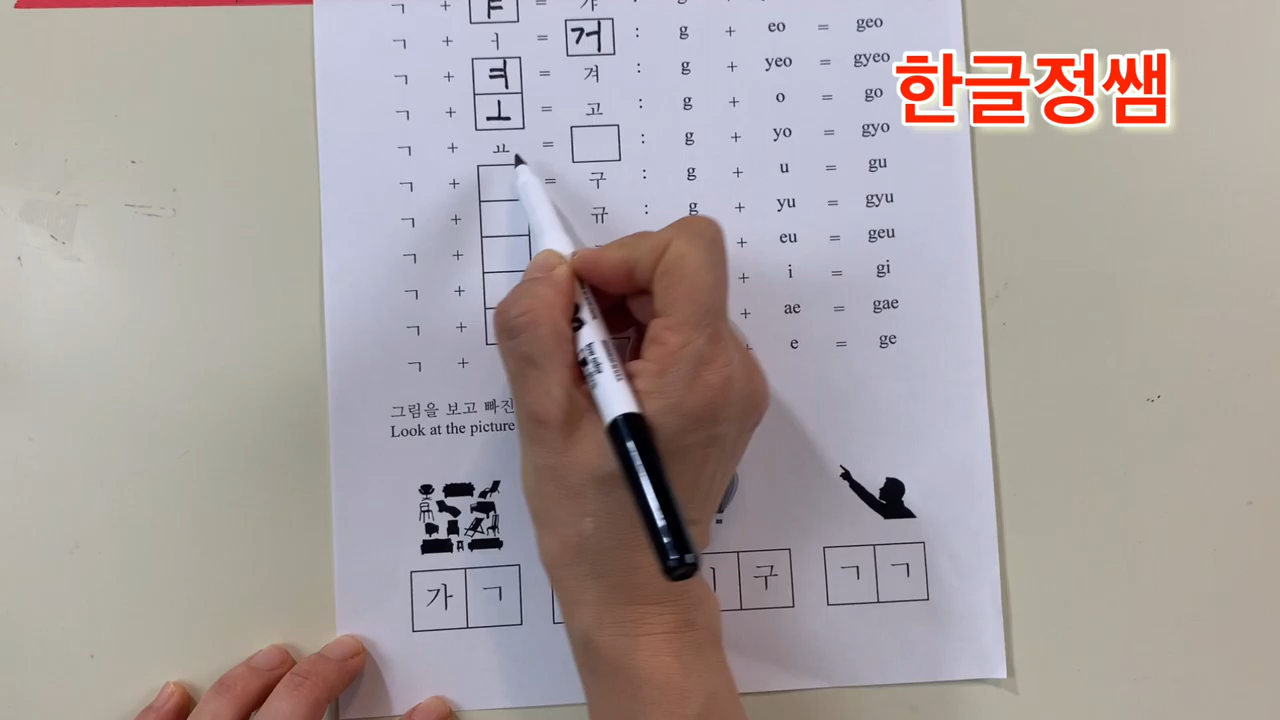 ㄱ + ㅑ = 갸 : g
ㄱ + ㅓ = 거 : g + eo = geo
ㄱ + ㅕ = 겨 : g + yeo = gyeo
ㄱ + ㅗ = 고 : g + o = go
ㄱ + ㅛ = : g + yo = gyo
ㄱ + = 구 : g + u = gu
ㄱ + 규 : g + yu = gyu
ㄱ + + eu = geu
ㄱ + + i = gi
ㄱ + + ae = gae
ㄱ + + e = ge
한글정쌤
그림을 보고 빠진
Look at the picture
가 ㄱ
구
ㄱ ㄱ